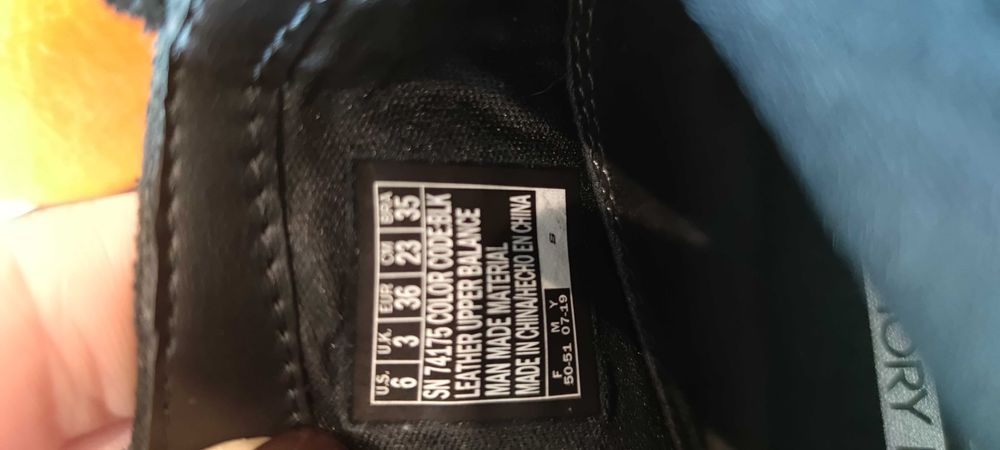 U.S. U.K. EUR CM BRA
6 3 36 23 35
SN 74175 COLOR CODE:BLK
LEATHER UPPER BALANCE
MAN MADE MATERIAL
MADE IN CHINA/HECHO EN CHINA
F M Y
50-51 07-19
S
ORY